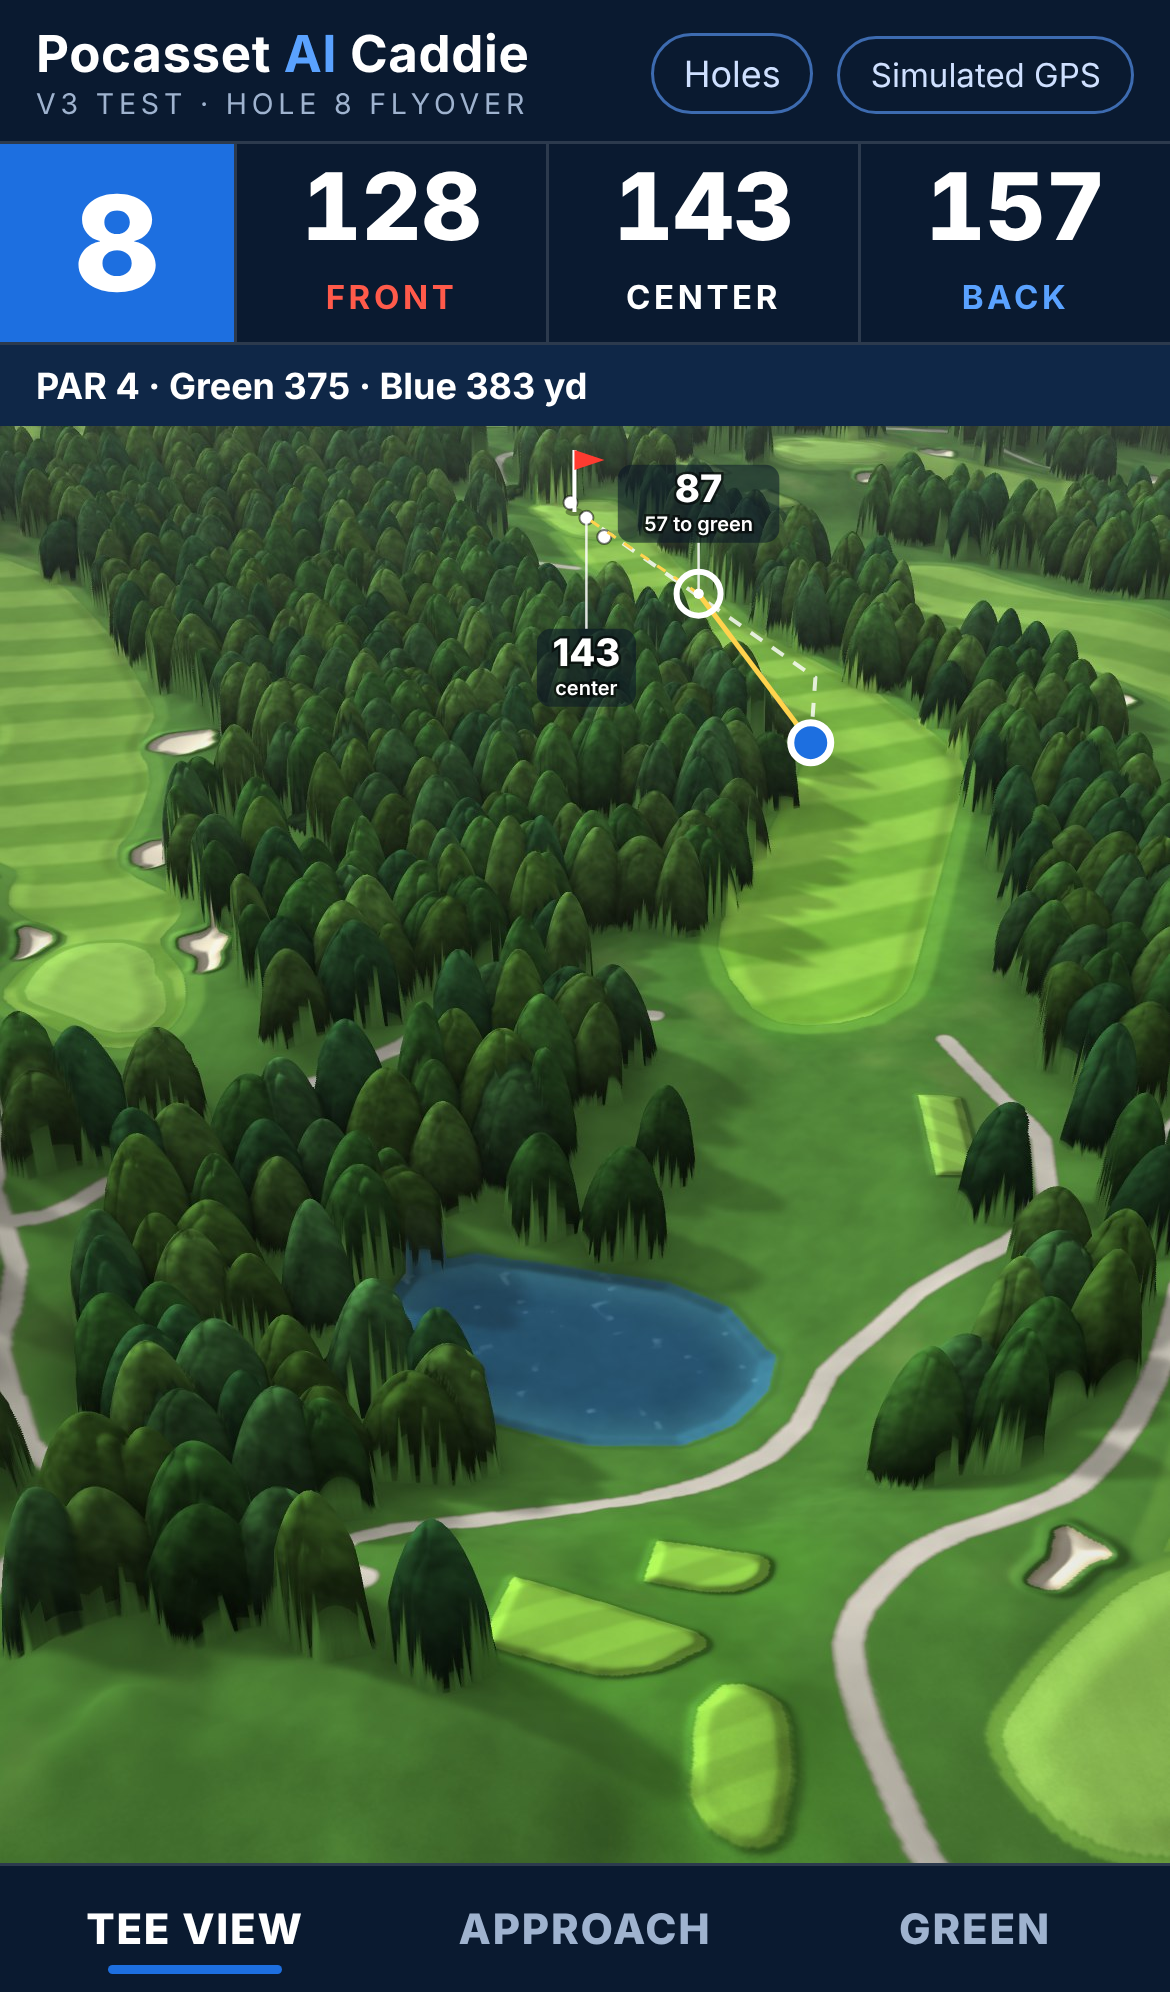 Pocasset AI Caddie
V3 TEST · HOLE 8 FLYOVER
Holes
Simulated GPS
8
128
FRONT
143
CENTER
157
BACK
PAR 4 · Green 375 · Blue 383 yd
87
57 to green
143
center
TEE VIEW
APPROACH
GREEN